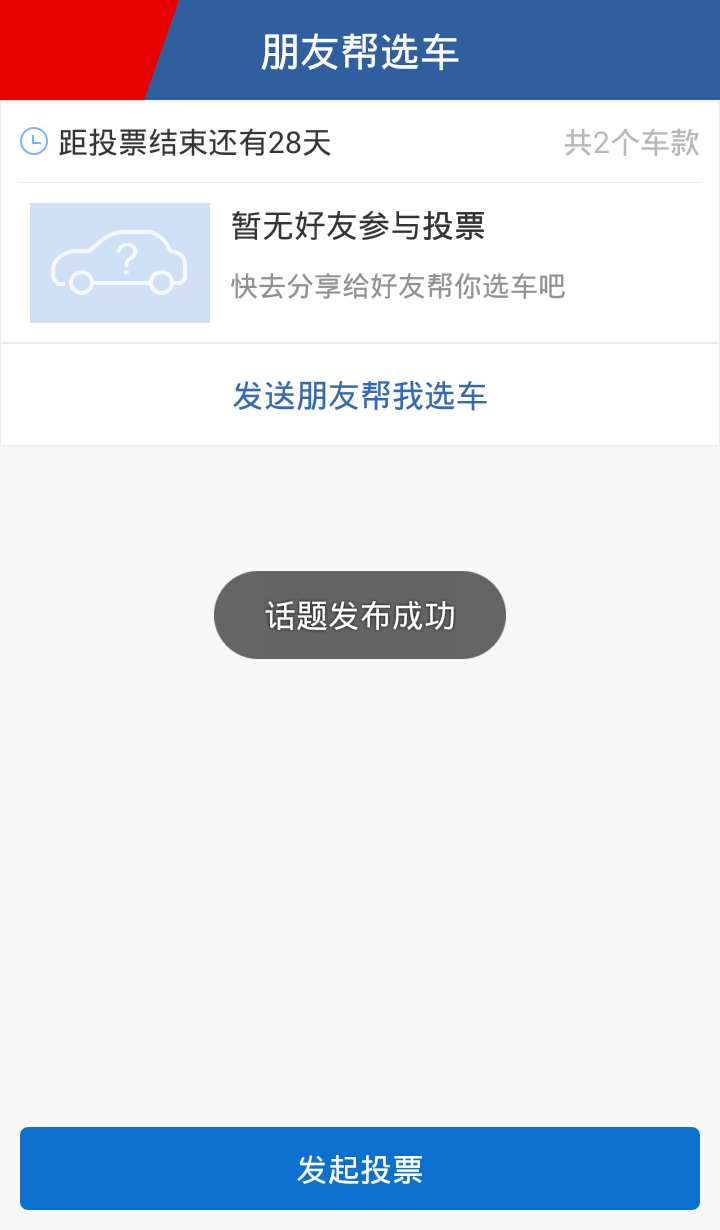 朋友帮选车
距投票结束还有28天
共2个车款
暂无好友参与投票
?
快去分享给好友帮你选车吧
发送朋友帮我选车
话题发布成功
发起投票